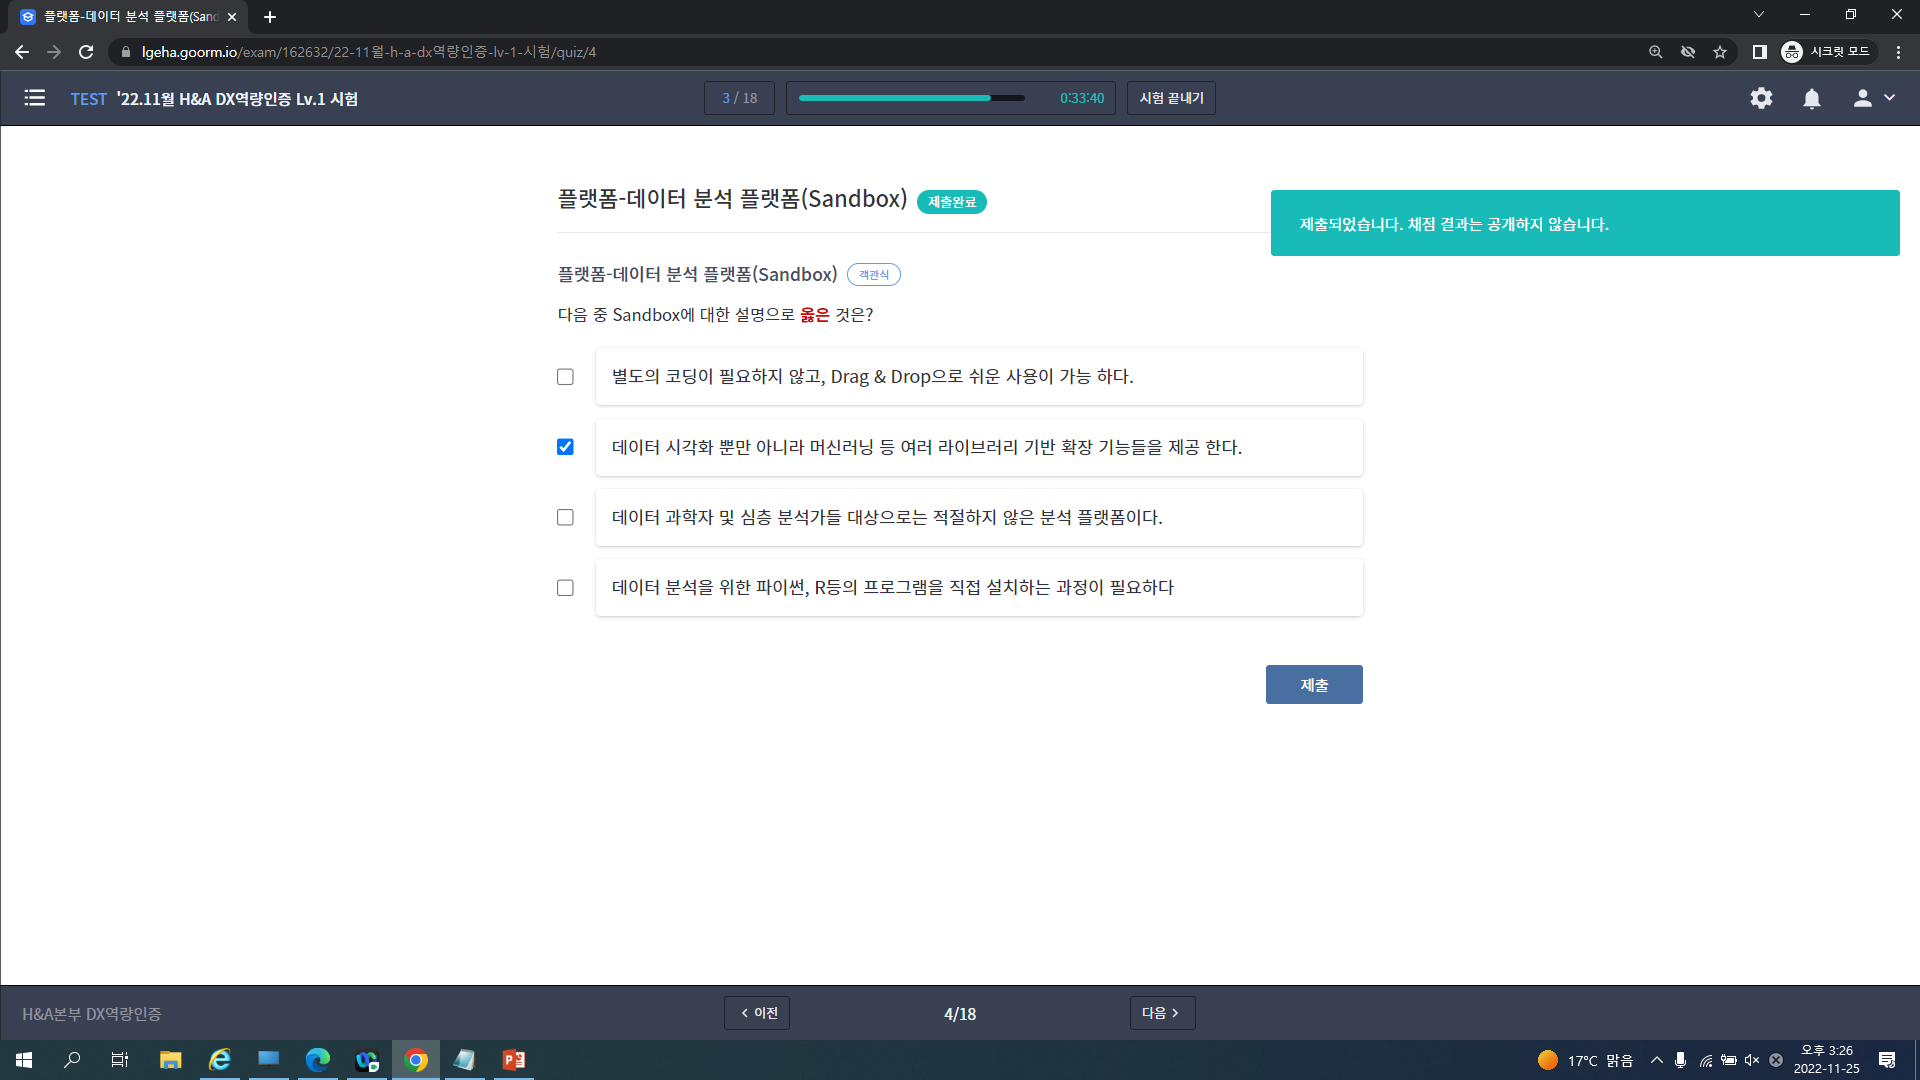 플랫폼-데이터 분석 플랫폼(Sand
lgeha.goorm.io/exam/162632/22-11월-h-a-dx역량인증-lv-1-시험/quiz/4
시크릿 모드
TEST '22.11월 H&A DX역량인증 Lv.1 시험
3 / 18
0:33:40
시험 끝내기
플랫폼-데이터 분석 플랫폼(Sandbox) 제출완료
제출되었습니다. 채점 결과는 공개하지 않습니다.
플랫폼-데이터 분석 플랫폼(Sandbox) 객관식
다음 중 Sandbox에 대한 설명으로 옳은 것은?
별도의 코딩이 필요하지 않고, Drag & Drop으로 쉬운 사용이 가능 하다.
데이터 시각화 뿐만 아니라 머신러닝 등 여러 라이브러리 기반 확장 기능들을 제공 한다.
데이터 과학자 및 심층 분석가들 대상으로는 적절하지 않은 분석 플랫폼이다.
데이터 분석을 위한 파이썬, R등의 프로그램을 직접 설치하는 과정이 필요하다
제출
H&A본부 DX역량인증
이전
4/18
다음
17°C 맑음
오후 3:26
2022-11-25